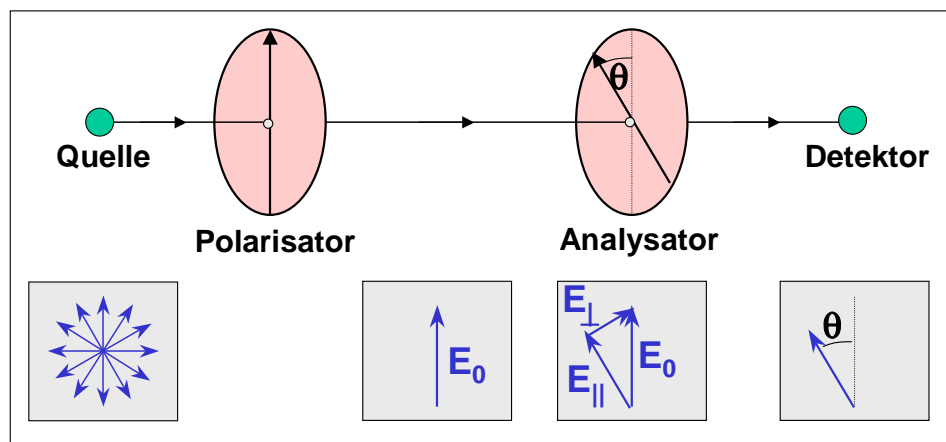 θ
Quelle
Detektor
Polarisator
Analysator
E₀
E⊥
E∥
E₀
θ